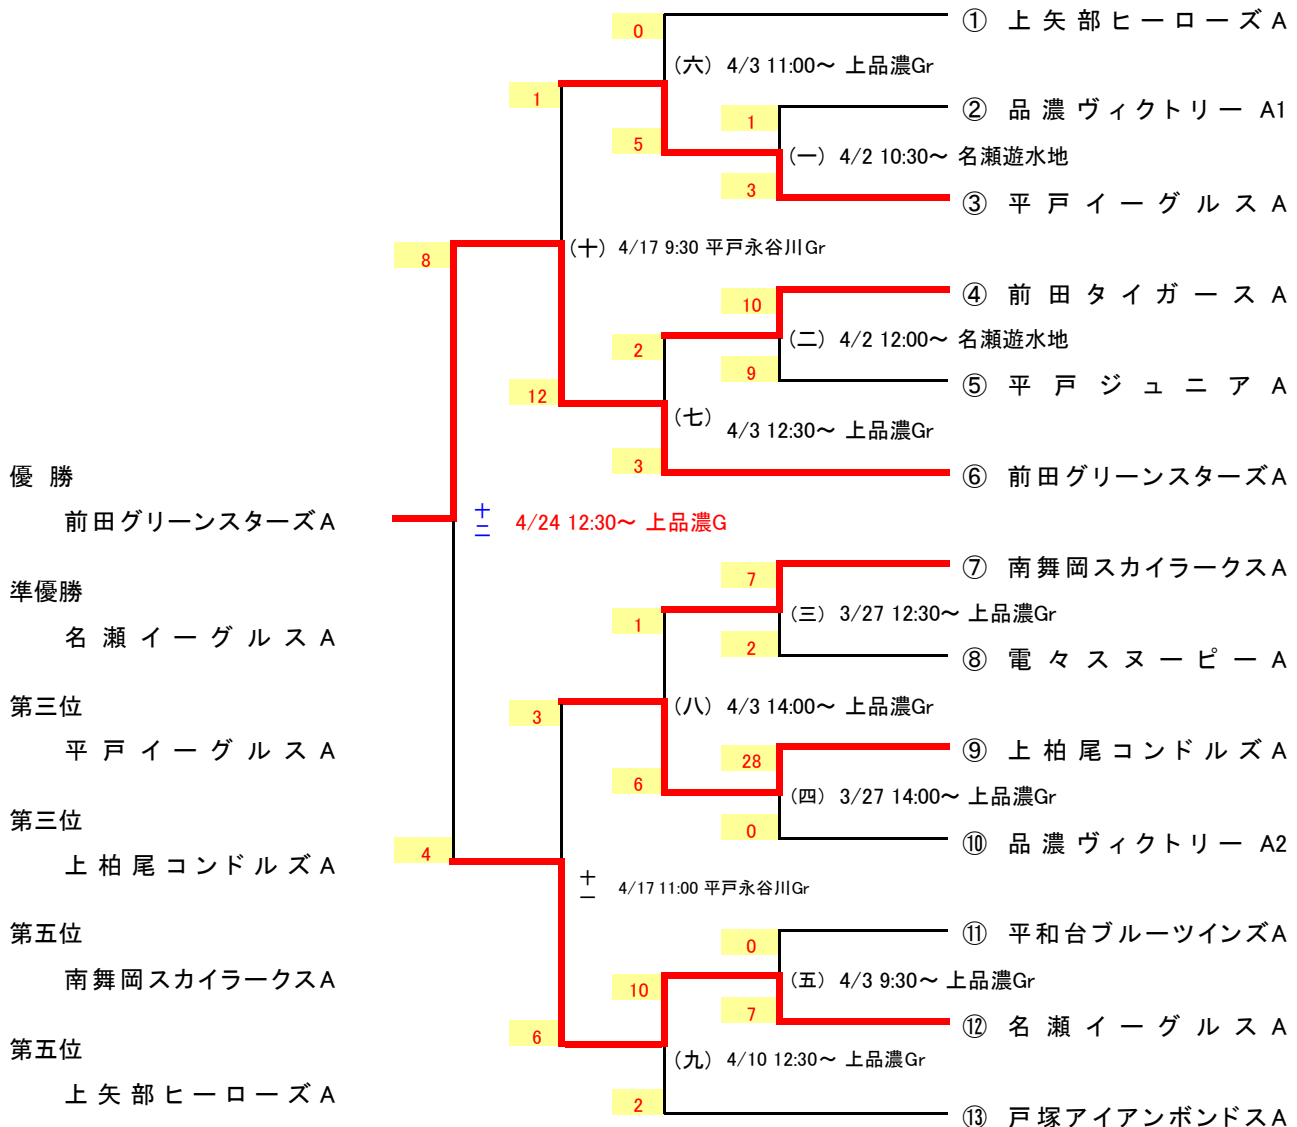 0
① 上矢部ヒーローズA
(六) 4/3 11:00～ 上品濃Gr
1
1
② 品濃ヴィクトリー A1
5
(一) 4/2 10:30～ 名瀬遊水地
3
③ 平戸イーグルスA
8
(十) 4/17 9:30 平戸永谷川Gr
10
④ 前田タイガースA
2
(二) 4/2 12:00～ 名瀬遊水地
9
⑤ 平戸ジュニアA
12
(七) 4/3 12:30～ 上品濃Gr
3
⑥ 前田グリーンスターズA
優勝
前田グリーンスターズA
十二 4/24 12:30～ 上品濃G
7
⑦ 南舞岡スカイラークスA
準優勝
1
(三) 3/27 12:30～ 上品濃Gr
名瀬イーグルスA
2
⑧ 電々スヌーピーA
第三位
3
(八) 4/3 14:00～ 上品濃Gr
平戸イーグルスA
28
⑨ 上柏尾コンドルズA
6
(四) 3/27 14:00～ 上品濃Gr
第三位
0
⑩ 品濃ヴィクトリー A2
4
上柏尾コンドルズA
十一 4/17 11:00 平戸永谷川Gr
第五位
0
⑪ 平和台ブルーツインズA
南舞岡スカイラークスA
10
(五) 4/3 9:30～ 上品濃Gr
7
⑫ 名瀬イーグルスA
6
第五位
(九) 4/10 12:30～ 上品濃Gr
上矢部ヒーローズA
2
⑬ 戸塚アイアンボンドスA